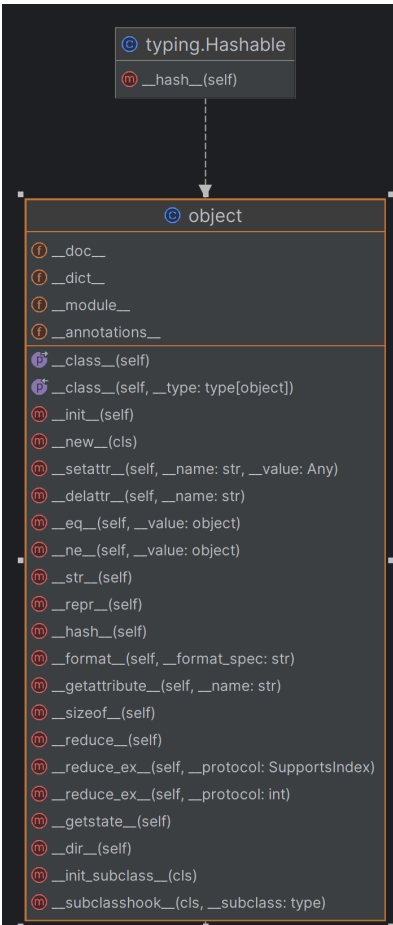 typing.Hashable
__hash__(self)
object
__doc__
__dict__
__module__
__annotations__
__class__(self)
__class__(self, __type: type[object])
__init__(self)
__new__(cls)
__setattr__(self, __name: str, __value: Any)
__delattr__(self, __name: str)
__eq__(self, __value: object)
__ne__(self, __value: object)
__str__(self)
__repr__(self)
__hash__(self)
__format__(self, __format_spec: str)
__getattribute__(self, __name: str)
__sizeof__(self)
__reduce__(self)
__reduce_ex__(self, __protocol: SupportsIndex)
__reduce_ex__(self, __protocol: int)
__getstate__(self)
__dir__(self)
__init_subclass__(cls)
__subclasshook__(cls, __subclass: type)